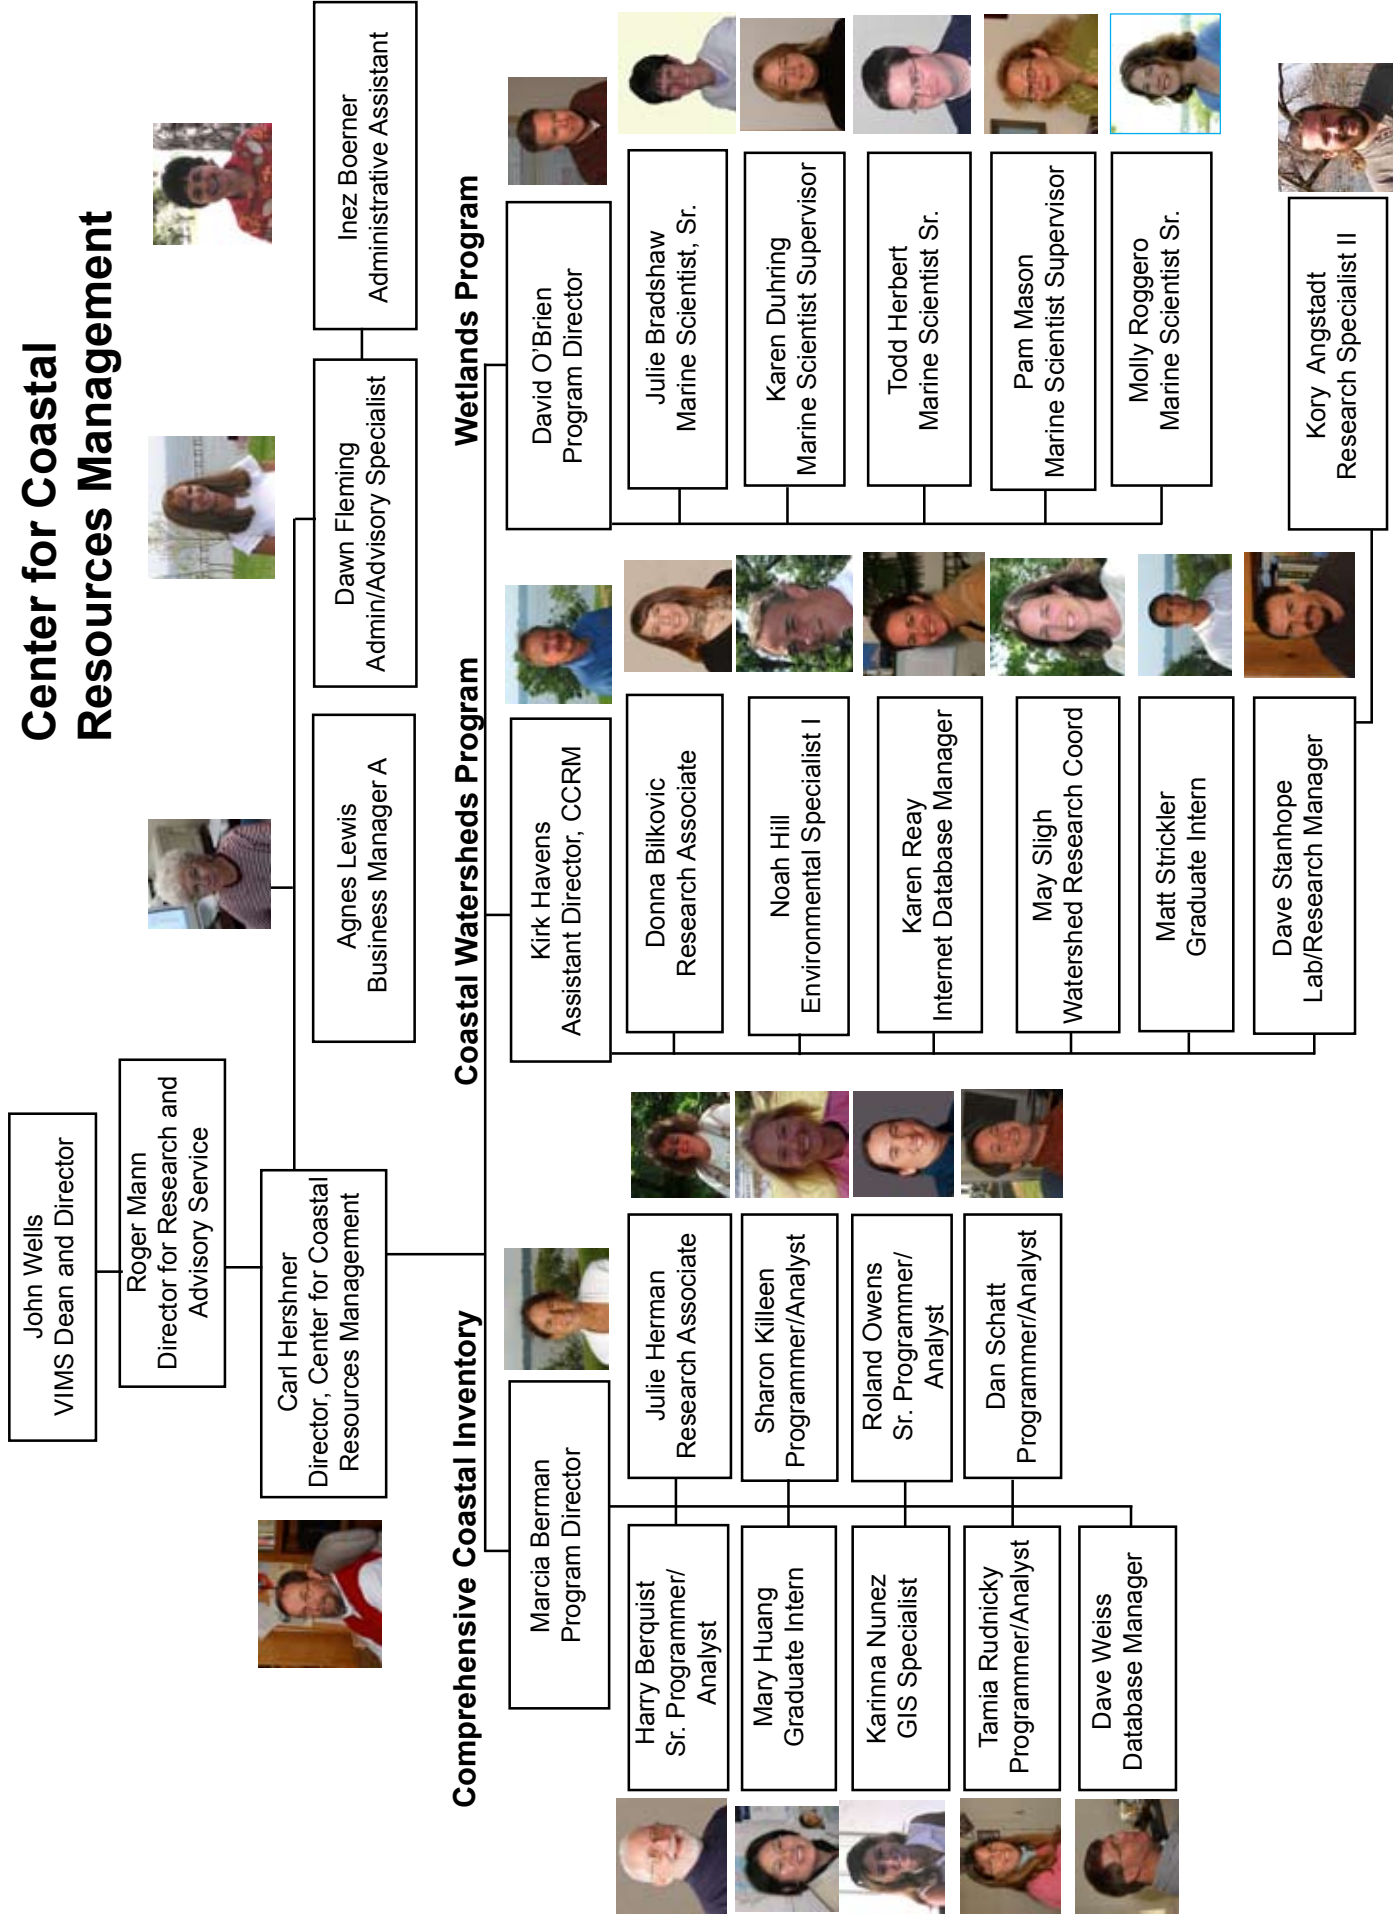 Center for Coastal
Resources Management
John Wells
VIMS Dean and Director
Roger Mann
Director for Research and
Advisory Service
Carl Hershner
Director, Center for Coastal
Resources Management
Agnes Lewis
Business Manager A
Dawn Fleming
Admin/Advisory Specialist
Inez Boerner
Administrative Assistant
Comprehensive Coastal Inventory
Marcia Berman
Program Director
Harry Berquist
Sr. Programmer/
Analyst
Julie Herman
Research Associate
Mary Huang
Graduate Intern
Sharon Killeen
Programmer/Analyst
Karinna Nunez
GIS Specialist
Roland Owens
Sr. Programmer/
Analyst
Tamia Rudnicky
Programmer/Analyst
Dan Schatt
Programmer/Analyst
Dave Weiss
Database Manager
Coastal Watersheds Program
Kirk Havens
Assistant Director, CCRM
Donna Bilkovic
Research Associate
Noah Hill
Environmental Specialist I
Karen Reay
Internet Database Manager
May Sligh
Watershed Research Coord
Matt Strickler
Graduate Intern
Dave Stanhope
Lab/Research Manager
Kory Angstadt
Research Specialist II
Wetlands Program
David O'Brien
Program Director
Julie Bradshaw
Marine Scientist, Sr.
Karen Duhring
Marine Scientist Supervisor
Todd Herbert
Marine Scientist Sr.
Pam Mason
Marine Scientist Supervisor
Molly Roggero
Marine Scientist Sr.